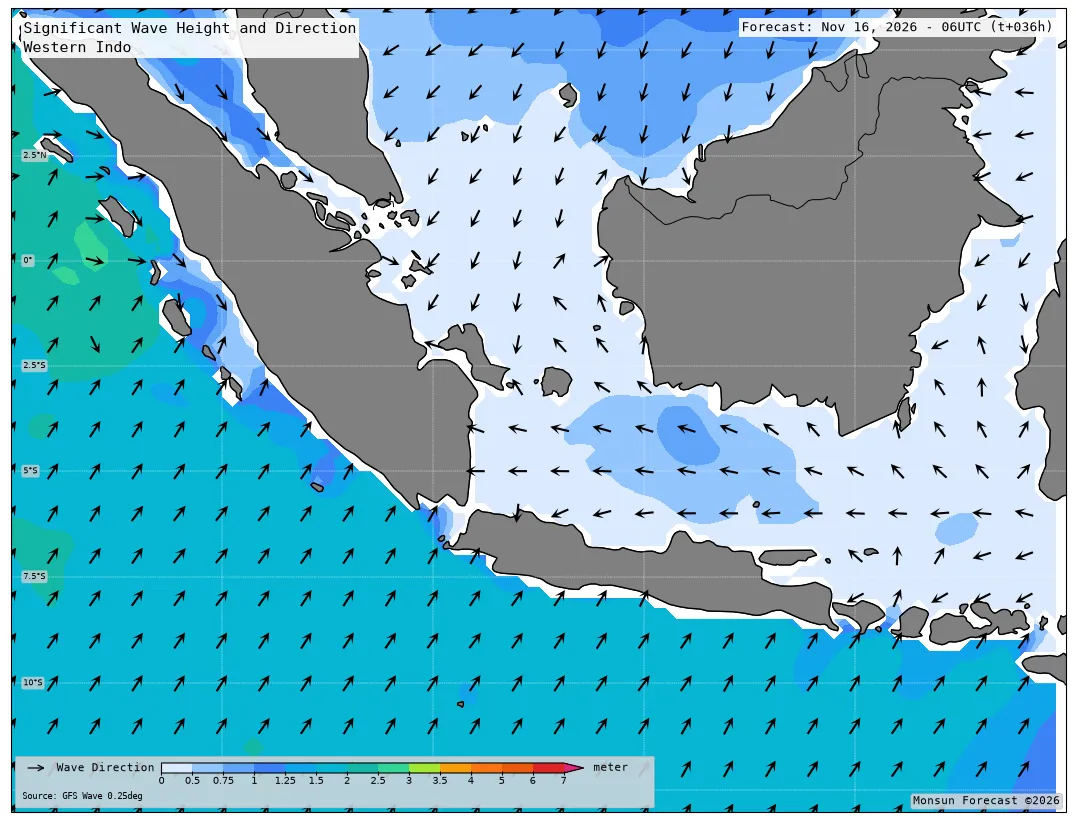 Significant Wave Height and Direction
Western Indo
Forecast: Nov 16, 2026 - 06UTC (t+036h)
2.5°N
0°
2.5°S
5°S
7.5°S
10°S
Wave Direction
meter
0 0.5 0.75 1 1.25 1.5 2 2.5 3 3.5 4 5 6 7
Source: GFS Wave 0.25deg
Monsun Forecast ©2026